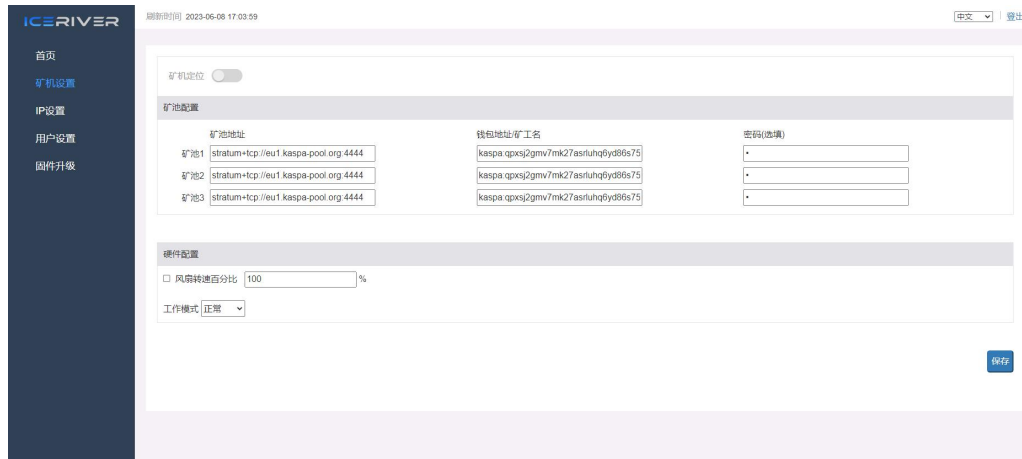 ICERIVER
刷新时间 2023-06-08 17:03:59
中文
登出
首页
矿机设置
IP设置
用户设置
固件升级
矿机定位
矿池配置
矿池地址 钱包地址/矿工名 密码(选填)
矿池1 stratum+tcp://eu1.kaspa-pool.org:4444 kaspa:qpxsj2gmv7mk27asrluhq6yd86s75 •
矿池2 stratum+tcp://eu1.kaspa-pool.org:4444 kaspa:qpxsj2gmv7mk27asrluhq6yd86s75 •
矿池3 stratum+tcp://eu1.kaspa-pool.org:4444 kaspa:qpxsj2gmv7mk27asrluhq6yd86s75 •
硬件配置
风扇转速百分比 100 %
工作模式 正常
保存